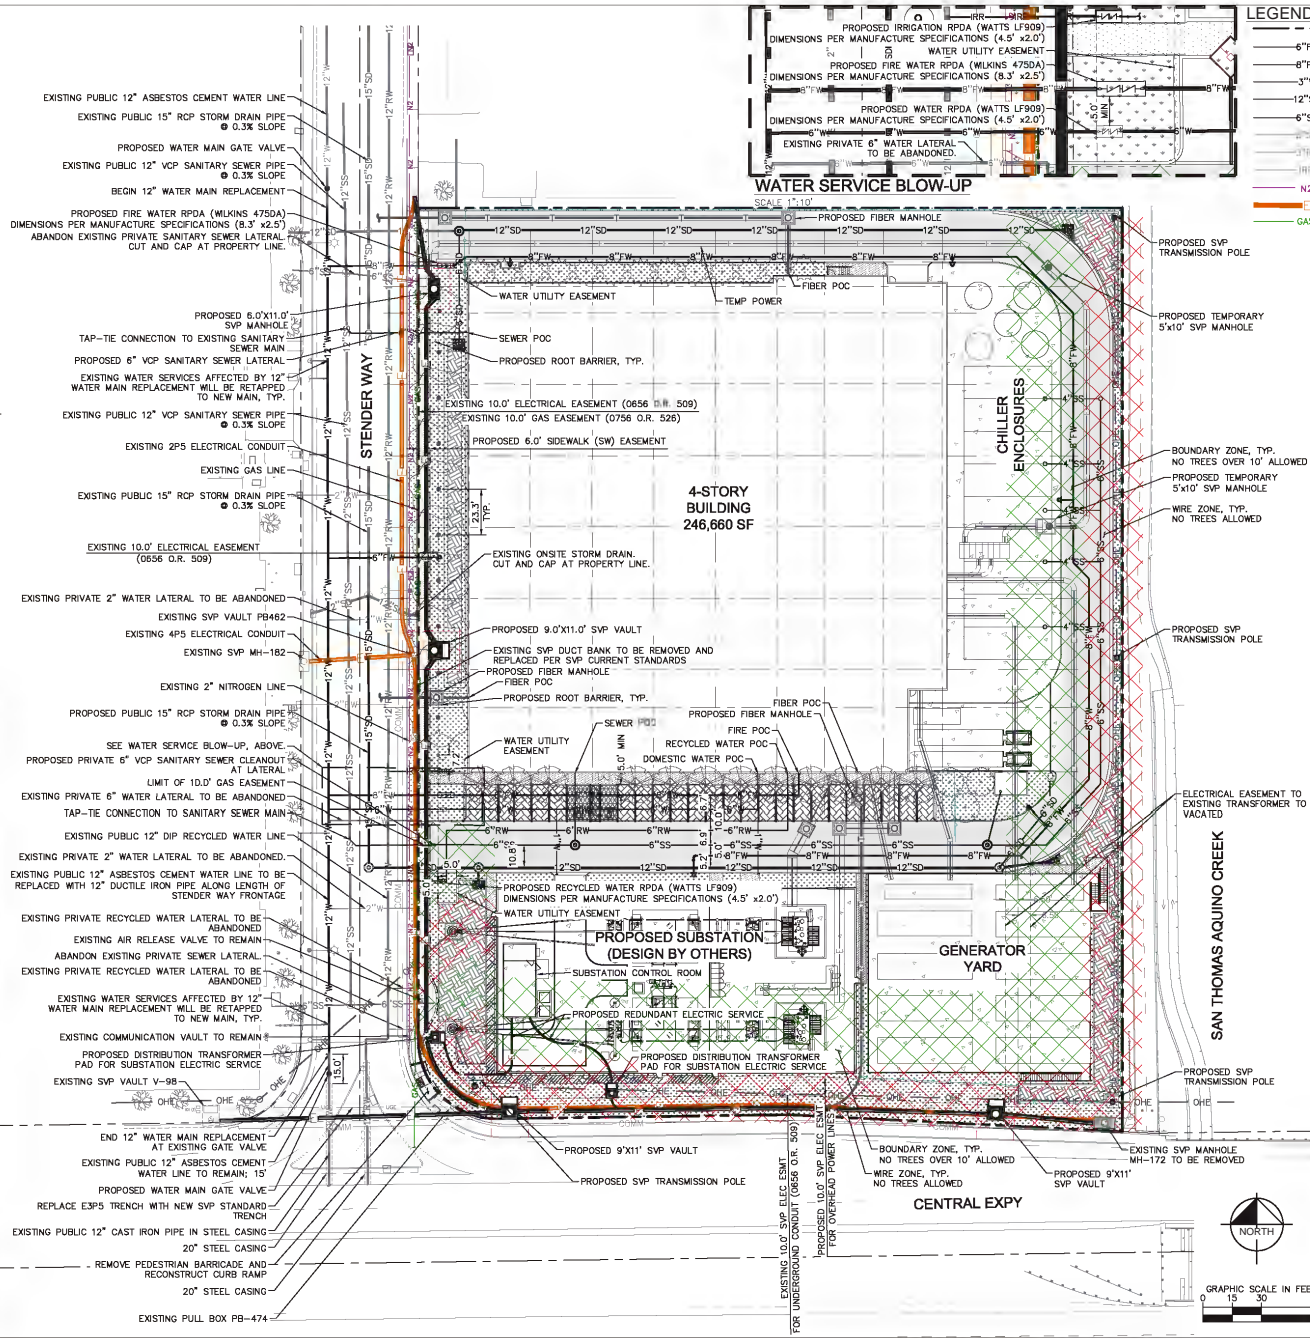 PROPOSED IRRIGATION RPDA (WATTS LF909)
DIMENSIONS PER MANUFACTURE SPECIFICATIONS (4.5' x2.0')
WATER UTILITY EASEMENT
PROPOSED FIRE WATER RPDA (WILKINS 475DA)
DIMENSIONS PER MANUFACTURE SPECIFICATIONS (8.3' x2.5')
PROPOSED WATER RPDA (WATTS LF909)
DIMENSIONS PER MANUFACTURE SPECIFICATIONS (4.5' x2.0')
EXISTING PRIVATE 6" WATER LATERAL
TO BE ABANDONED.
5.0'
MIN
WATER SERVICE BLOW-UP
SCALE 1":10'
LEGEND
EXISTING PUBLIC 12" ASBESTOS CEMENT WATER LINE
EXISTING PUBLIC 15" RCP STORM DRAIN PIPE
@ 0.3% SLOPE
PROPOSED WATER MAIN GATE VALVE
EXISTING PUBLIC 12" VCP SANITARY SEWER PIPE
@ 0.3% SLOPE
BEGIN 12" WATER MAIN REPLACEMENT
PROPOSED FIRE WATER RPDA (WILKINS 475DA)
DIMENSIONS PER MANUFACTURE SPECIFICATIONS (8.3' x2.5')
ABANDON EXISTING PRIVATE SANITARY SEWER LATERAL
CUT AND CAP AT PROPERTY LINE.
PROPOSED 6.0'X11.0'
SVP MANHOLE
TAP-TIE CONNECTION TO EXISTING SANITARY
SEWER MAIN
PROPOSED 6" VCP SANITARY SEWER LATERAL
EXISTING WATER SERVICES AFFECTED BY 12"
WATER MAIN REPLACEMENT WILL BE RETAPPED
TO NEW MAIN, TYP.
EXISTING PUBLIC 12" VCP SANITARY SEWER PIPE
@ 0.3% SLOPE
EXISTING 2P5 ELECTRICAL CONDUIT
EXISTING GAS LINE
EXISTING PUBLIC 15" RCP STORM DRAIN PIPE
@ 0.3% SLOPE
EXISTING 10.0' ELECTRICAL EASEMENT
(0656 O.R. 509)
EXISTING PRIVATE 2" WATER LATERAL TO BE ABANDONED
EXISTING SVP VAULT PB462
EXISTING 4P5 ELECTRICAL CONDUIT
EXISTING SVP MH-182
EXISTING 2" NITROGEN LINE
PROPOSED PUBLIC 15" RCP STORM DRAIN PIPE
@ 0.3% SLOPE
SEE WATER SERVICE BLOW-UP, ABOVE.
PROPOSED PRIVATE 6" VCP SANITARY SEWER CLEANOUT
AT LATERAL
LIMIT OF 10.0' GAS EASEMENT
EXISTING PRIVATE 6" WATER LATERAL TO BE ABANDONED
TAP-TIE CONNECTION TO SANITARY SEWER MAIN
EXISTING PUBLIC 12" DIP RECYCLED WATER LINE
EXISTING PRIVATE 2" WATER LATERAL TO BE ABANDONED.
EXISTING PUBLIC 12" ASBESTOS CEMENT WATER LINE TO BE
REPLACED WITH 12" DUCTILE IRON PIPE ALONG LENGTH OF
STENDER WAY FRONTAGE
EXISTING PRIVATE RECYCLED WATER LATERAL TO BE
ABANDONED
EXISTING AIR RELEASE VALVE TO REMAIN
ABANDON EXISTING PRIVATE SEWER LATERAL
EXISTING PRIVATE RECYCLED WATER LATERAL TO BE
ABANDONED
EXISTING WATER SERVICES AFFECTED BY 12"
WATER MAIN REPLACEMENT WILL BE RETAPPED
TO NEW MAIN, TYP.
EXISTING COMMUNICATION VAULT TO REMAIN
PROPOSED DISTRIBUTION TRANSFORMER
PAD FOR SUBSTATION ELECTRIC SERVICE
EXISTING SVP VAULT V-98
END 12" WATER MAIN REPLACEMENT
AT EXISTING GATE VALVE
EXISTING PUBLIC 12" ASBESTOS CEMENT
WATER LINE TO REMAIN; 15'
PROPOSED WATER MAIN GATE VALVE
REPLACE E3P5 TRENCH WITH NEW SVP STANDARD
TRENCH
EXISTING PUBLIC 12" CAST IRON PIPE IN STEEL CASING
20" STEEL CASING
REMOVE PEDESTRIAN BARRICADE AND
RECONSTRUCT CURB RAMP
20" STEEL CASING
EXISTING PULL BOX PB-474
STENDER WAY
PROPOSED FIBER MANHOLE
FIBER POC
TEMP POWER
WATER UTILITY EASEMENT
SEWER POC
PROPOSED ROOT BARRIER, TYP.
EXISTING 10.0' ELECTRICAL EASEMENT (0656 O.R. 509)
EXISTING 10.0' GAS EASEMENT (0756 O.R. 526)
PROPOSED 6.0' SIDEWALK (SW) EASEMENT
23.3'
TYP.
4-STORY
BUILDING
246,660 SF
CHILLER
ENCLOSURES
EXISTING ONSITE STORM DRAIN.
CUT AND CAP AT PROPERTY LINE.
PROPOSED 9.0'X11.0' SVP VAULT
EXISTING SVP DUCT BANK TO BE REMOVED AND
REPLACED PER SVP CURRENT STANDARDS
PROPOSED FIBER MANHOLE
FIBER POC
PROPOSED ROOT BARRIER, TYP.
SEWER POC
WATER UTILITY
EASEMENT
5.0' MIN
FIBER POC
PROPOSED FIBER MANHOLE
FIRE POC
RECYCLED WATER POC
DOMESTIC WATER POC
PROPOSED RECYCLED WATER RPDA (WATTS LF909)
DIMENSIONS PER MANUFACTURE SPECIFICATIONS (4.5' x2.0')
WATER UTILITY EASEMENT
PROPOSED SUBSTATION
(DESIGN BY OTHERS)
SUBSTATION CONTROL ROOM
PROPOSED REDUNDANT ELECTRIC SERVICE
PROPOSED DISTRIBUTION TRANSFORMER
PAD FOR SUBSTATION ELECTRIC SERVICE
GENERATOR
YARD
PROPOSED SVP
TRANSMISSION POLE
PROPOSED TEMPORARY
5'x10' SVP MANHOLE
BOUNDARY ZONE, TYP.
NO TREES OVER 10' ALLOWED
PROPOSED TEMPORARY
5'x10' SVP MANHOLE
WIRE ZONE, TYP.
NO TREES ALLOWED
PROPOSED SVP
TRANSMISSION POLE
ELECTRICAL EASEMENT TO
EXISTING TRANSFORMER TO
VACATED
SAN THOMAS AQUINO CREEK
PROPOSED SVP
TRANSMISSION POLE
EXISTING SVP MANHOLE
MH-172 TO BE REMOVED
PROPOSED 9'X11'
SVP VAULT
BOUNDARY ZONE, TYP.
NO TREES OVER 10' ALLOWED
WIRE ZONE, TYP.
NO TREES ALLOWED
PROPOSED 9'X11' SVP VAULT
PROPOSED SVP TRANSMISSION POLE
EXISTING 10.0' SVP ELEC ESMT
FOR UNDERGROUND CONDUIT (0656 O.R. 509)
PROPOSED 10.0' SVP ELEC ESMT
FOR OVERHEAD POWER LINES
CENTRAL EXPY
NORTH
GRAPHIC SCALE IN FEE
0 15 30